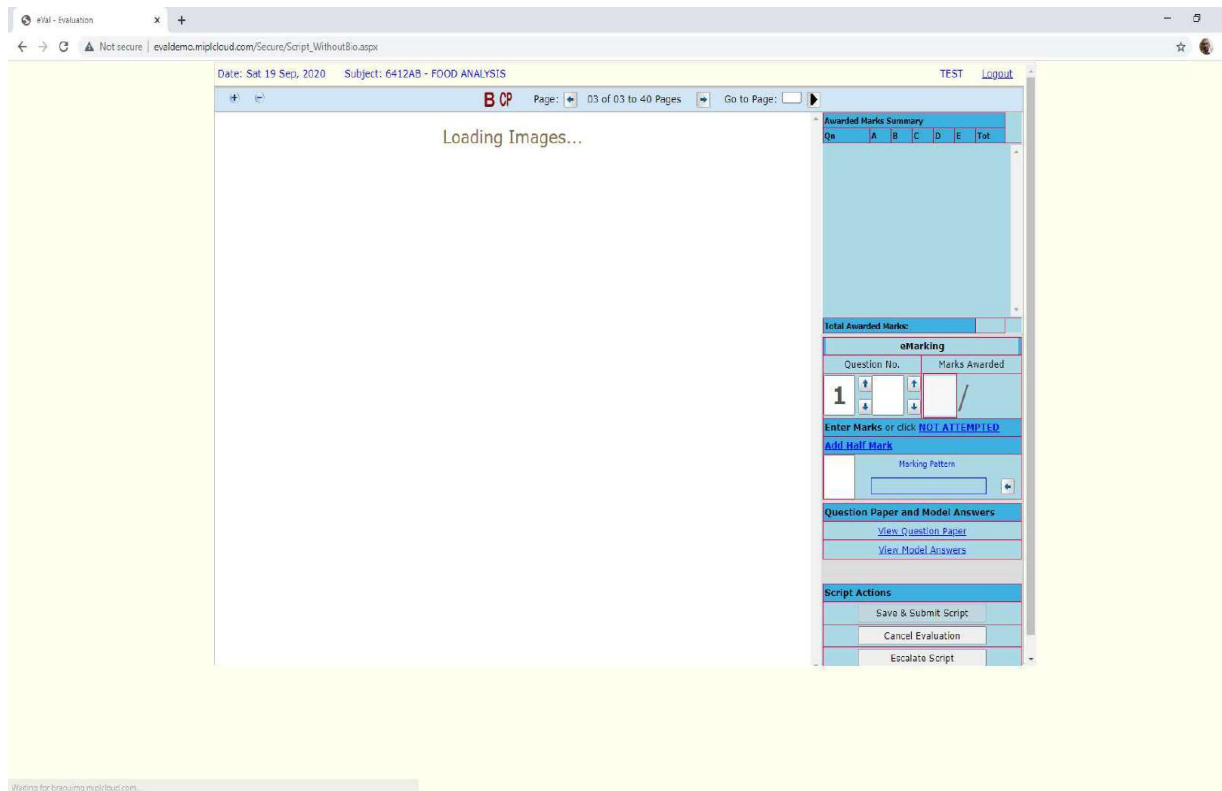 eVal - Evaluation
Not secure | evaldemo.miplcloud.com/Secure/Script_WithoutBio.aspx
Date: Sat 19 Sep, 2020 Subject: 6412AB - FOOD ANALYSIS TEST Logout
B CP Page: 03 of 03 to 40 Pages Go to Page:
Loading Images...
Awarded Marks Summary
Qn A B C D E Tot
Total Awarded Marks:
eMarking
Question No. Marks Awarded
1 /
Enter Marks or click NOT ATTEMPTED
Add Half Mark
Marking Pattern
Question Paper and Model Answers
View Question Paper
View Model Answers
Script Actions
Save & Submit Script
Cancel Evaluation
Escalate Script
Waiting for